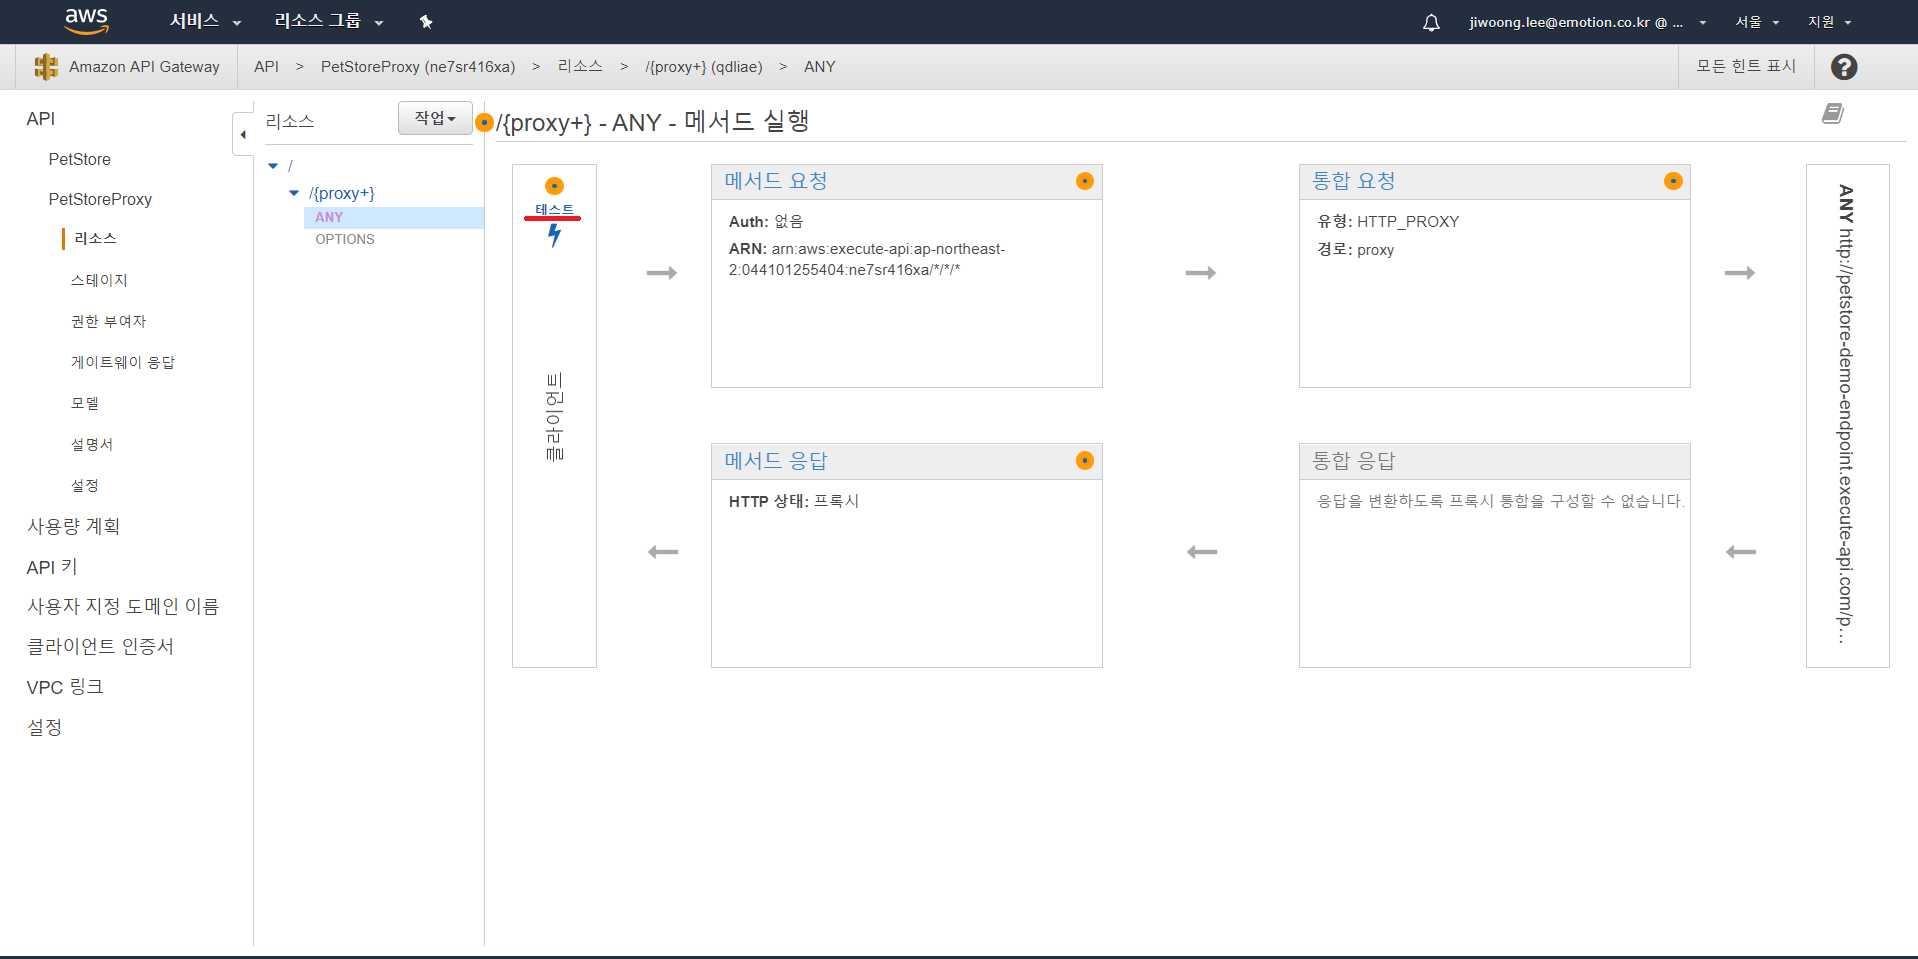 aws 서비스 리소스 그룹 jiwoong.lee@emotion.co.kr @ ... 서울 지원
Amazon API Gateway API > PetStoreProxy (ne7sr416xa) > 리소스 > /{proxy+} (qdliae) > ANY 모든 힌트 표시 ?
API
PetStore
PetStoreProxy
리소스
스테이지
권한 부여자
게이트웨이 응답
모델
설명서
설정
사용량 계획
API 키
사용자 지정 도메인 이름
클라이언트 인증서
VPC 링크
설정
리소스 작업
/
/{proxy+}
ANY
OPTIONS
/{proxy+} - ANY - 메서드 실행
테스트
클라이언트
메서드 요청
Auth: 없음
ARN: arn:aws:execute-api:ap-northeast-
2:044101255404:ne7sr416xa/*/*/*
통합 요청
유형: HTTP_PROXY
경로: proxy
메서드 응답
HTTP 상태: 프록시
통합 응답
응답을 변환하도록 프록시 통합을 구성할 수 없습니다.
ANY http://petstore-demo-endpoint.execute-api.com/p...